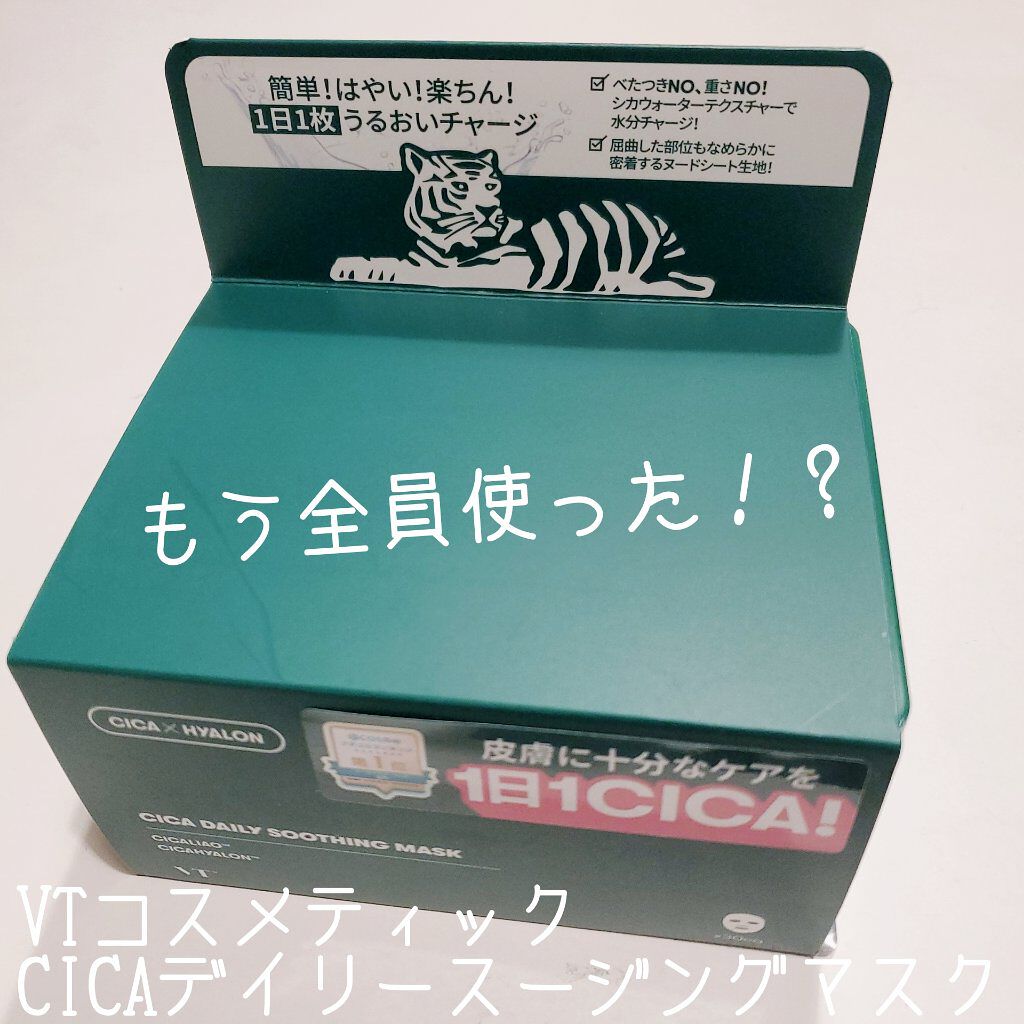 簡単!はやい!楽ちん!
1日1枚うるおいチャージ
べたつきNO、重さNO!
シカウォーターテクスチャーで
水分チャージ!
屈曲した部位もなめらかに
密着するヌードシート生地!
もう全員使った!?
CICA×HYALON
@cosme
第1位
皮膚に十分なケアを
1日1CICA!
CICA DAILY SOOTHING MASK
CICALIAO™
CICAHYALON™
VT
VTコスメティック
CICAデイリースージングマスク